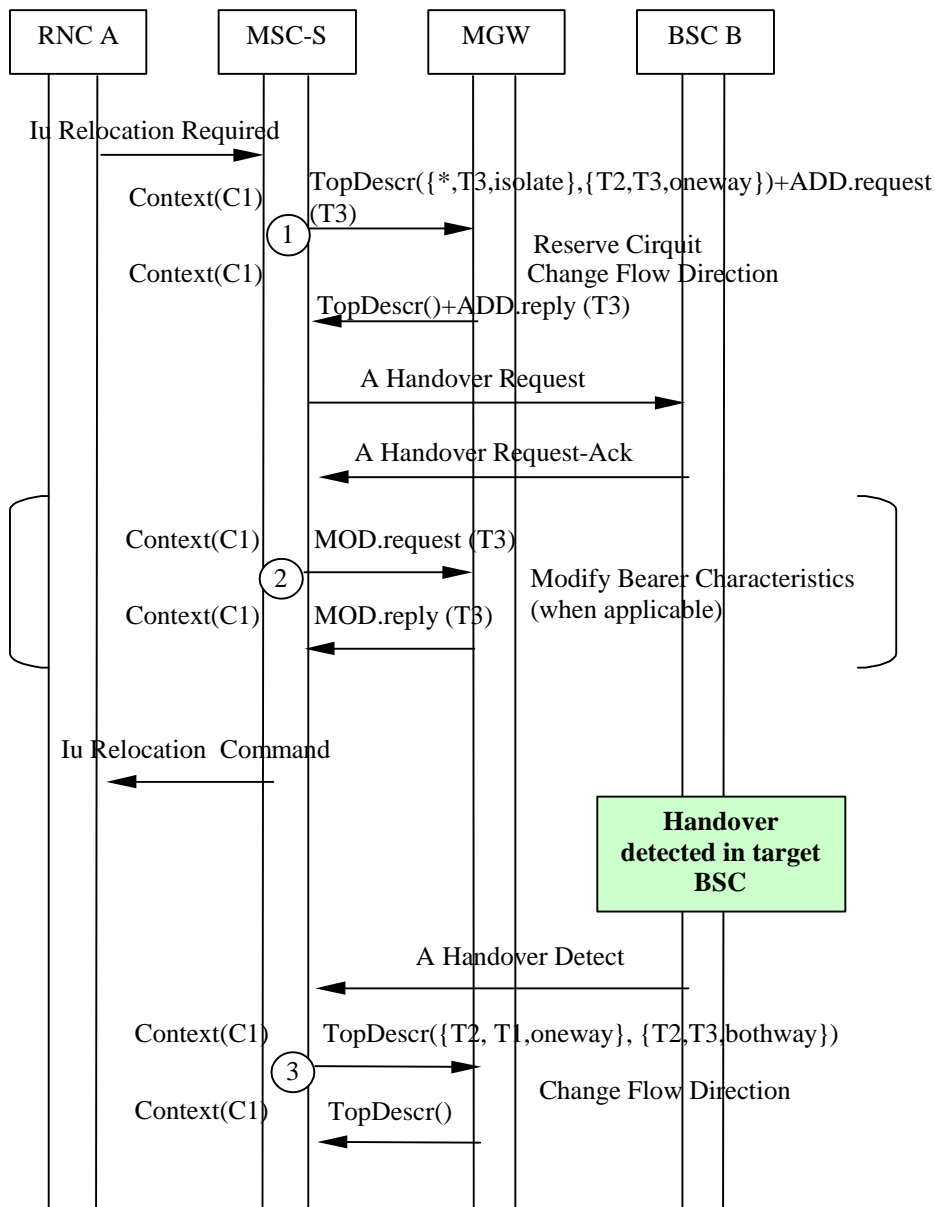 RNC A
MSC-S
MGW
BSC B
Iu Relocation Required
Context(C1)
TopDescr({*,T3,isolate},{T2,T3,oneway})+ADD.request
(T3)
1
Reserve Cirquit
Context(C1)
Change Flow Direction
TopDescr()+ADD.reply (T3)
A Handover Request
A Handover Request-Ack
Context(C1)
MOD.request (T3)
2
Modify Bearer Characteristics
(when applicable)
Context(C1)
MOD.reply (T3)
Iu Relocation Command
Handover
detected in target
BSC
A Handover Detect
Context(C1)
TopDescr({T2, T1,oneway}, {T2,T3,bothway})
3
Change Flow Direction
Context(C1)
TopDescr()